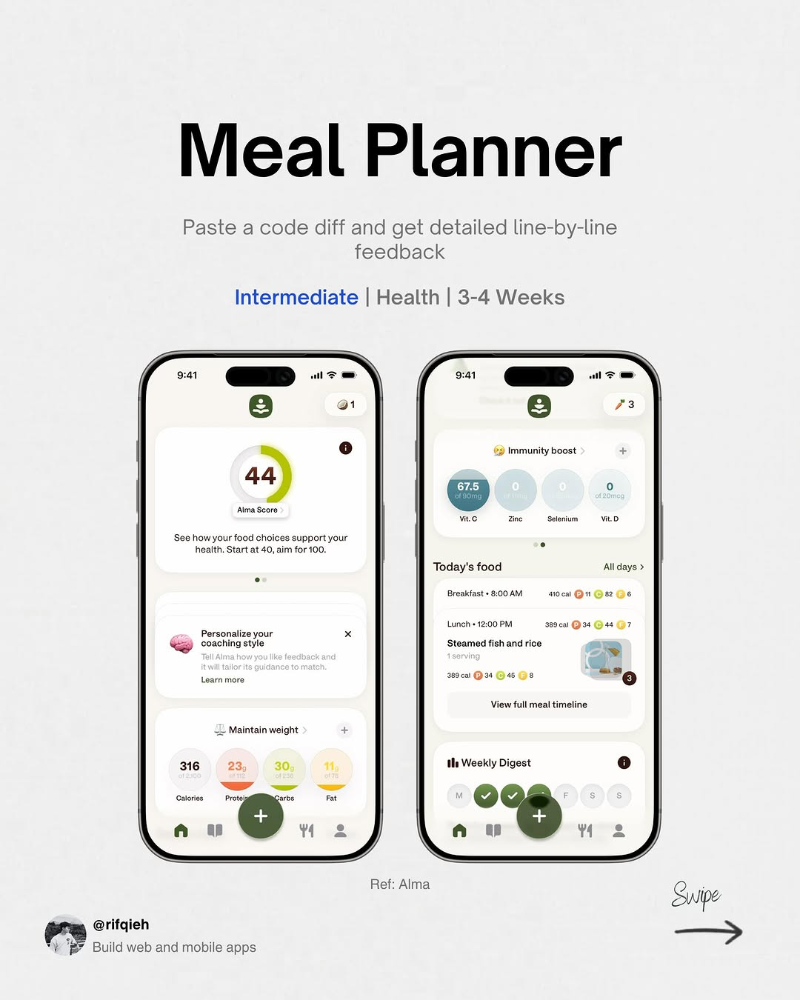 Meal Planner
Paste a code diff and get detailed line-by-line
feedback
Intermediate | Health | 3-4 Weeks
9:41
1
44
Alma Score
See how your food choices support your
health. Start at 40, aim for 100.
Personalize your
coaching style
Tell Alma how you like feedback and
it will tailor its guidance to match.
Learn more
Maintain weight
316 23g 30g 11g
of 2,100 of 112 of 236 of 78
Calories Protein Carbs Fat
9:41
3
Immunity boost
67.5 0 0 0
of 90mg of 11mg of 20mcg
Vit. C Zinc Selenium Vit. D
Today's food All days
Breakfast • 8:00 AM 410 cal P 11 C 82 F 6
Lunch • 12:00 PM 389 cal P 34 C 44 F 7
Steamed fish and rice
1 serving
389 cal P 34 C 45 F 8
3
View full meal timeline
Weekly Digest
M F S S
Ref: Alma
Swipe
@rifqieh
Build web and mobile apps